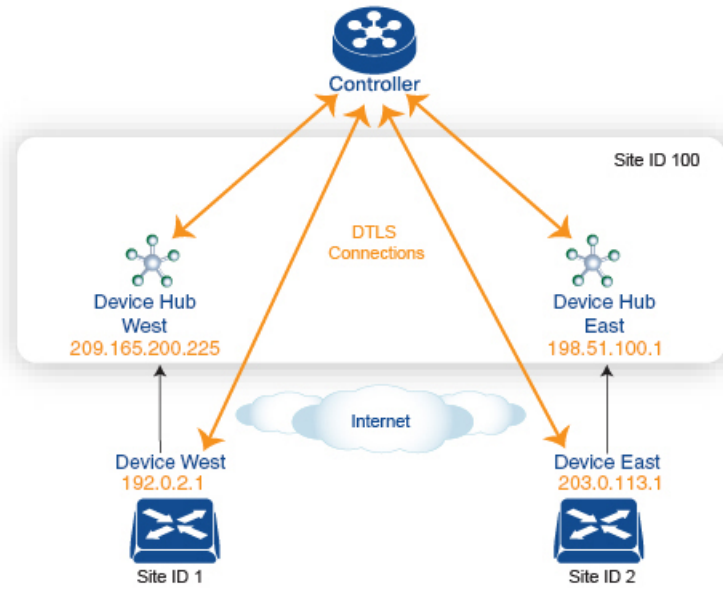 Controller
Site ID 100
DTLS
Connections
Device Hub
West
209.165.200.225
Device Hub
East
198.51.100.1
Internet
Device West
192.0.2.1
Device East
203.0.113.1
Site ID 1
Site ID 2